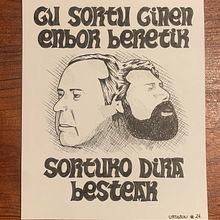 GU SORTU GINEN
ENBOR BERETIK
SORTUKO DIRA
BESTEAK